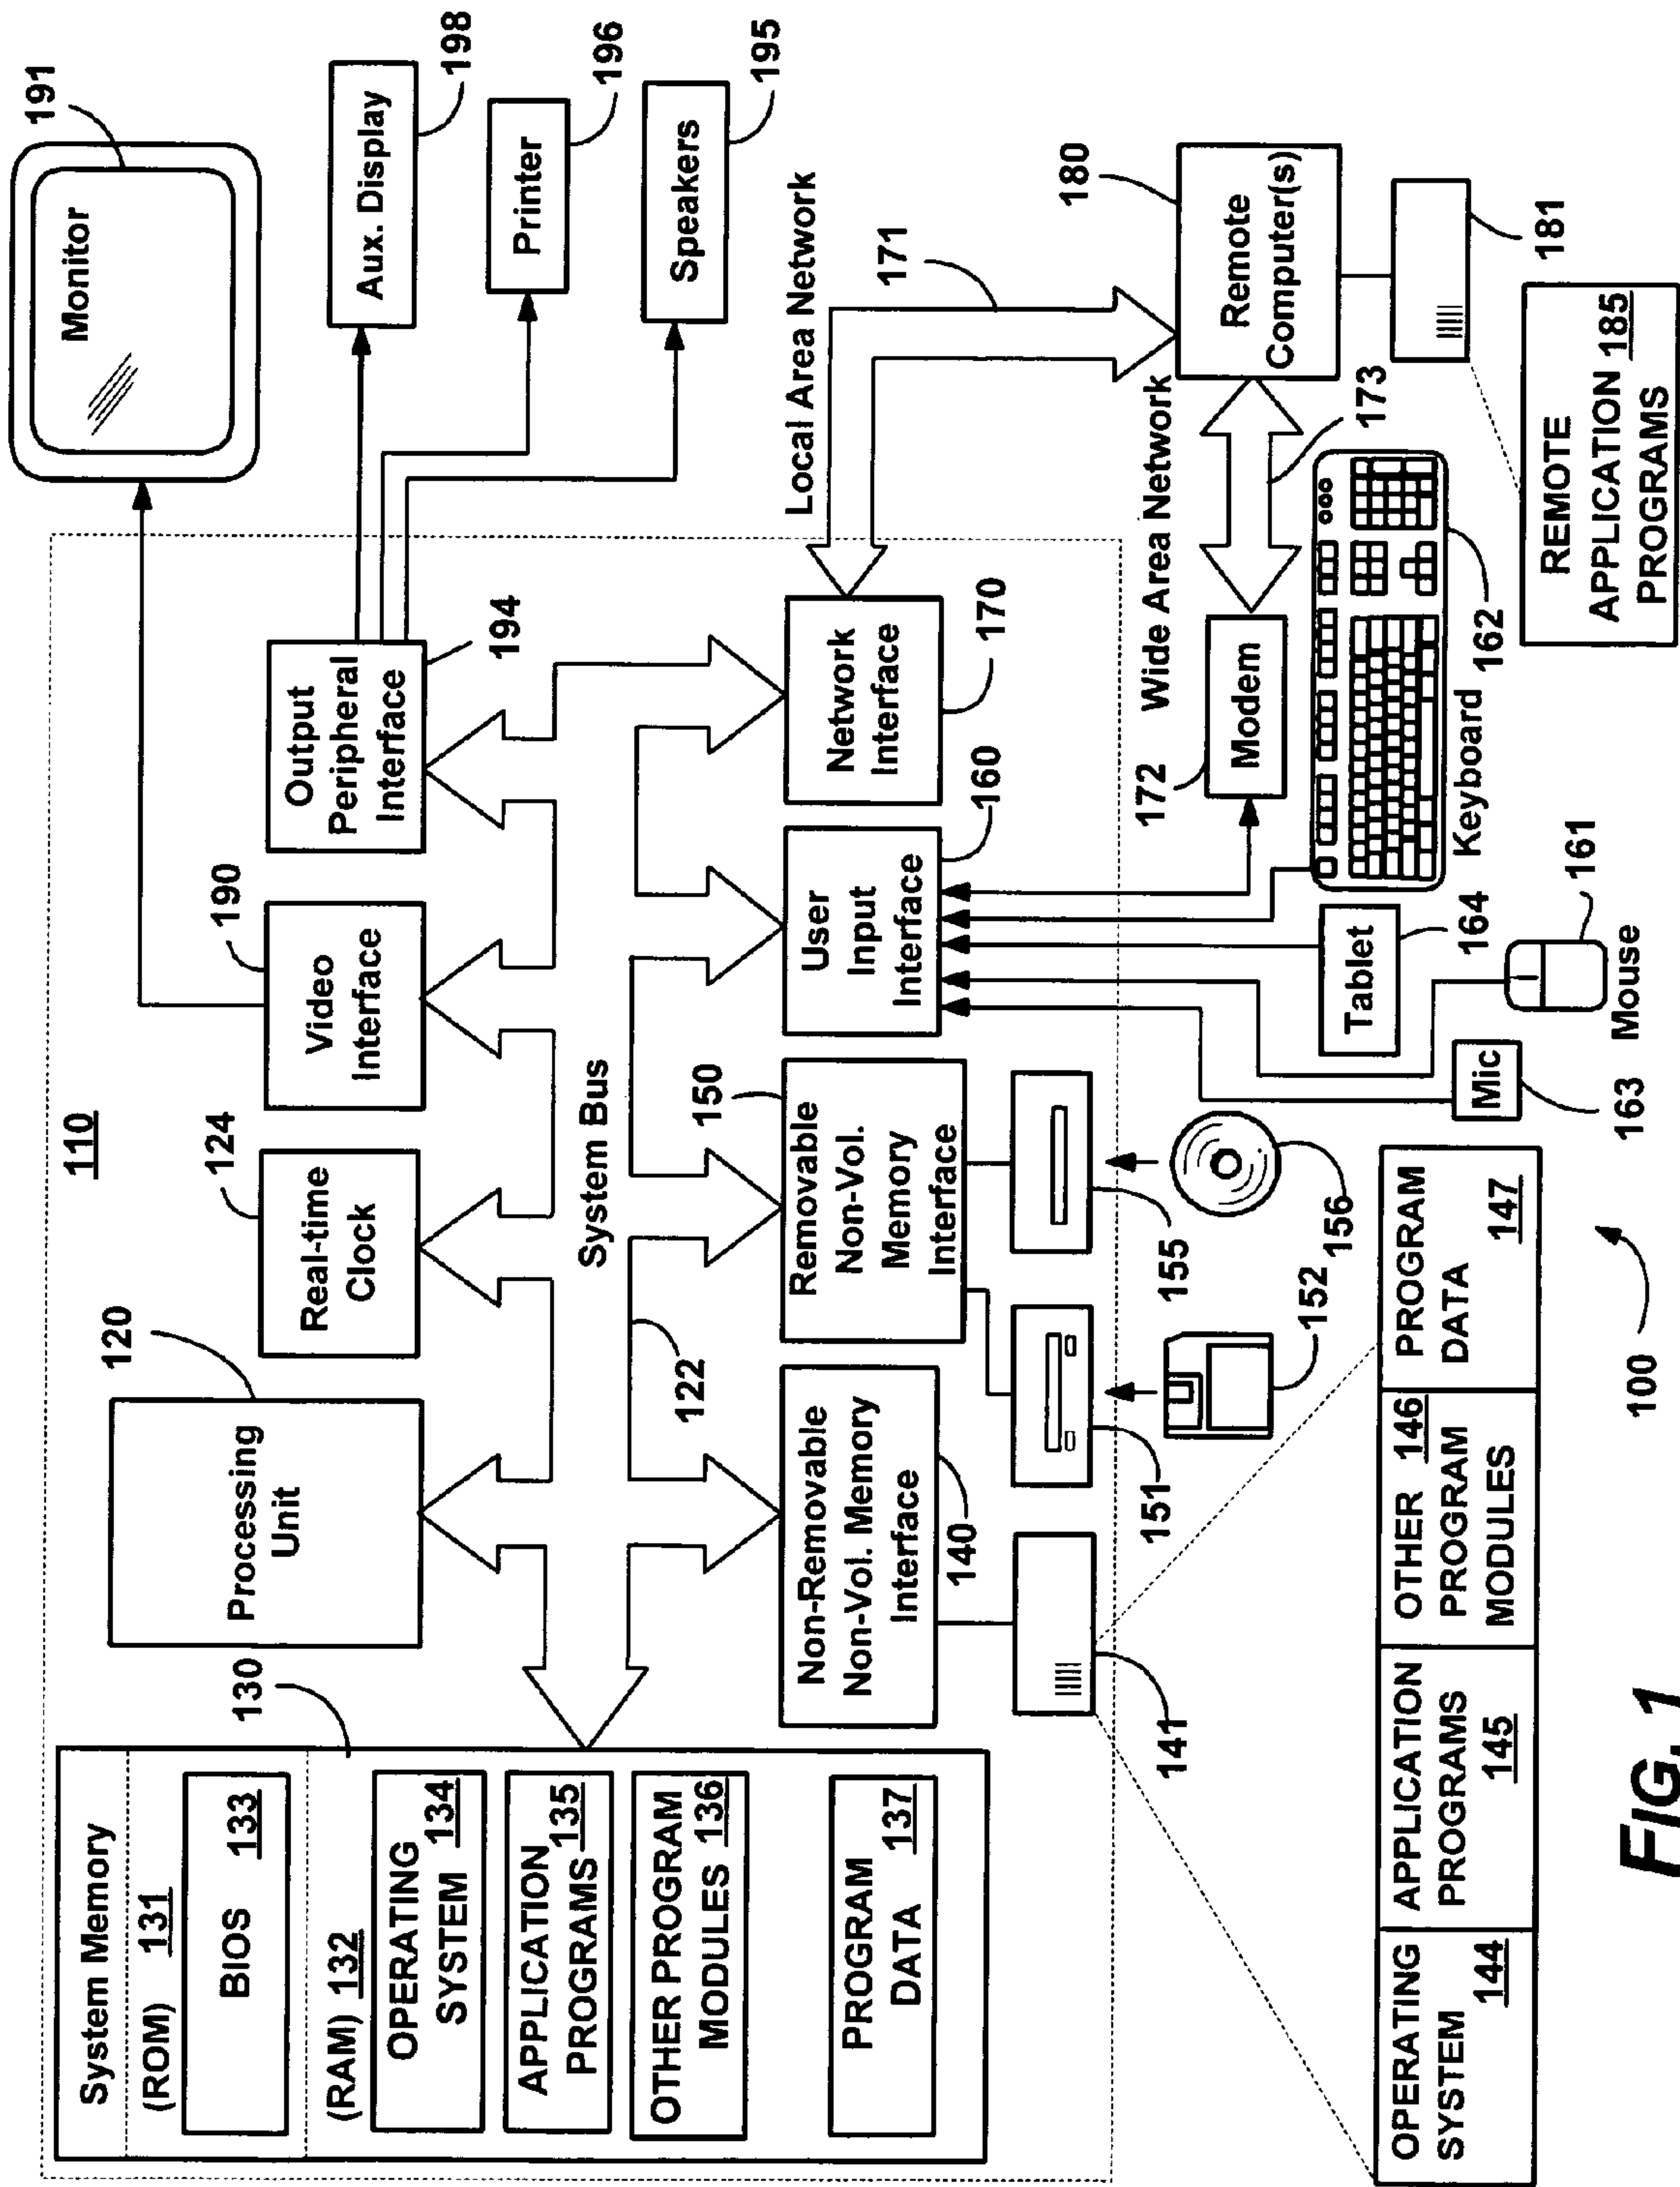 110
System Memory
(ROM) 131
BIOS 133
(RAM) 132
OPERATING
SYSTEM 134
APPLICATION
PROGRAMS 135
OTHER PROGRAM
MODULES 136
PROGRAM
DATA 137
130
Processing
Unit
120
Real-time
Clock
124
Video
Interface
190
Output
Peripheral
Interface
194
Monitor
191
Aux. Display
198
Printer
196
Speakers
195
System Bus
122
Non-Removable
Non-Vol. Memory
Interface
140
Removable
Non-Vol.
Memory
Interface
150
User
Input
Interface
160
Network
Interface
170
Local Area Network
171
141
151
152
155
156
172
Modem
Wide Area Network
173
Remote
Computer(s)
180
181
REMOTE
APPLICATION 185
PROGRAMS
Keyboard
162
Tablet
164
Mouse
161
Mic
163
OPERATING
SYSTEM 144
APPLICATION
PROGRAMS
145
OTHER 146
PROGRAM
MODULES
PROGRAM
DATA
147
100
FIG. 1